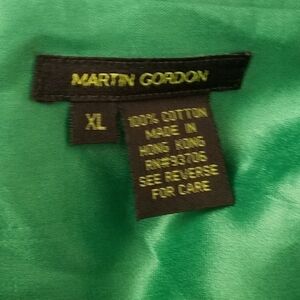 MARTIN GORDON
XL
100% COTTON
MADE IN
HONG KONG
RN#93706
SEE REVERSE
FOR CARE